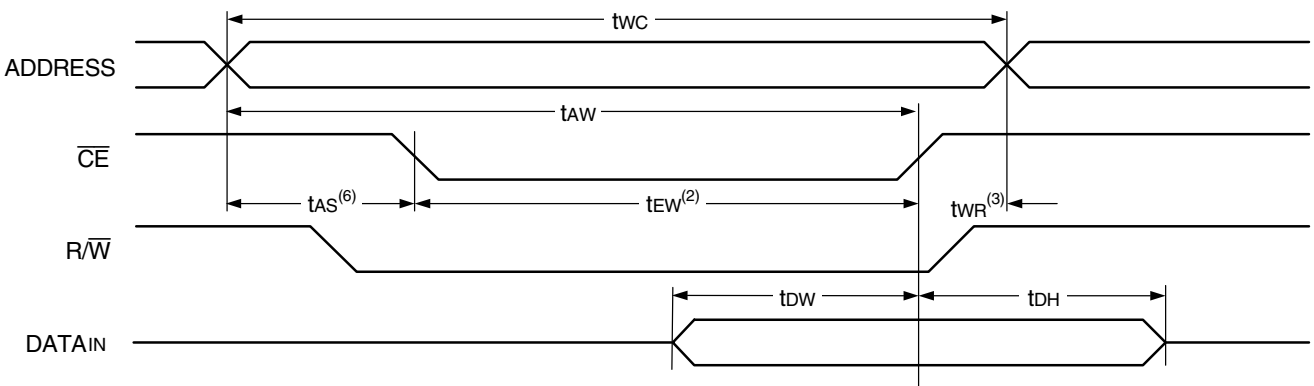 tWC
ADDRESS
tAW
CE
tAS(6)
tEW(2)
tWR(3)
R/W
tDW
tDH
DATAIN